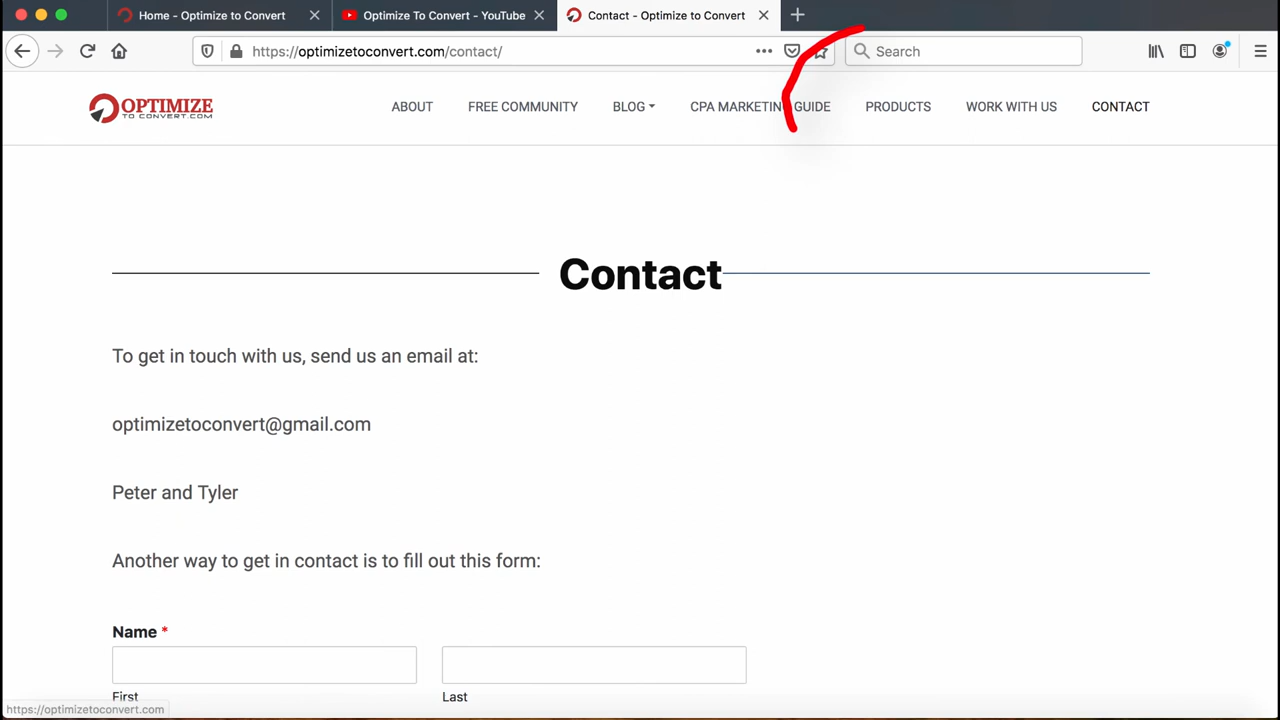 Home - Optimize to Convert
Optimize To Convert - YouTube
Contact - Optimize to Convert
https://optimizetoconvert.com/contact/
Search
OPTIMIZE
TO CONVERT.COM
ABOUT
FREE COMMUNITY
BLOG
CPA MARKETING GUIDE
PRODUCTS
WORK WITH US
CONTACT
Contact
To get in touch with us, send us an email at:
optimizetoconvert@gmail.com
Peter and Tyler
Another way to get in contact is to fill out this form:
Name *
First
Last
https://optimizetoconvert.com